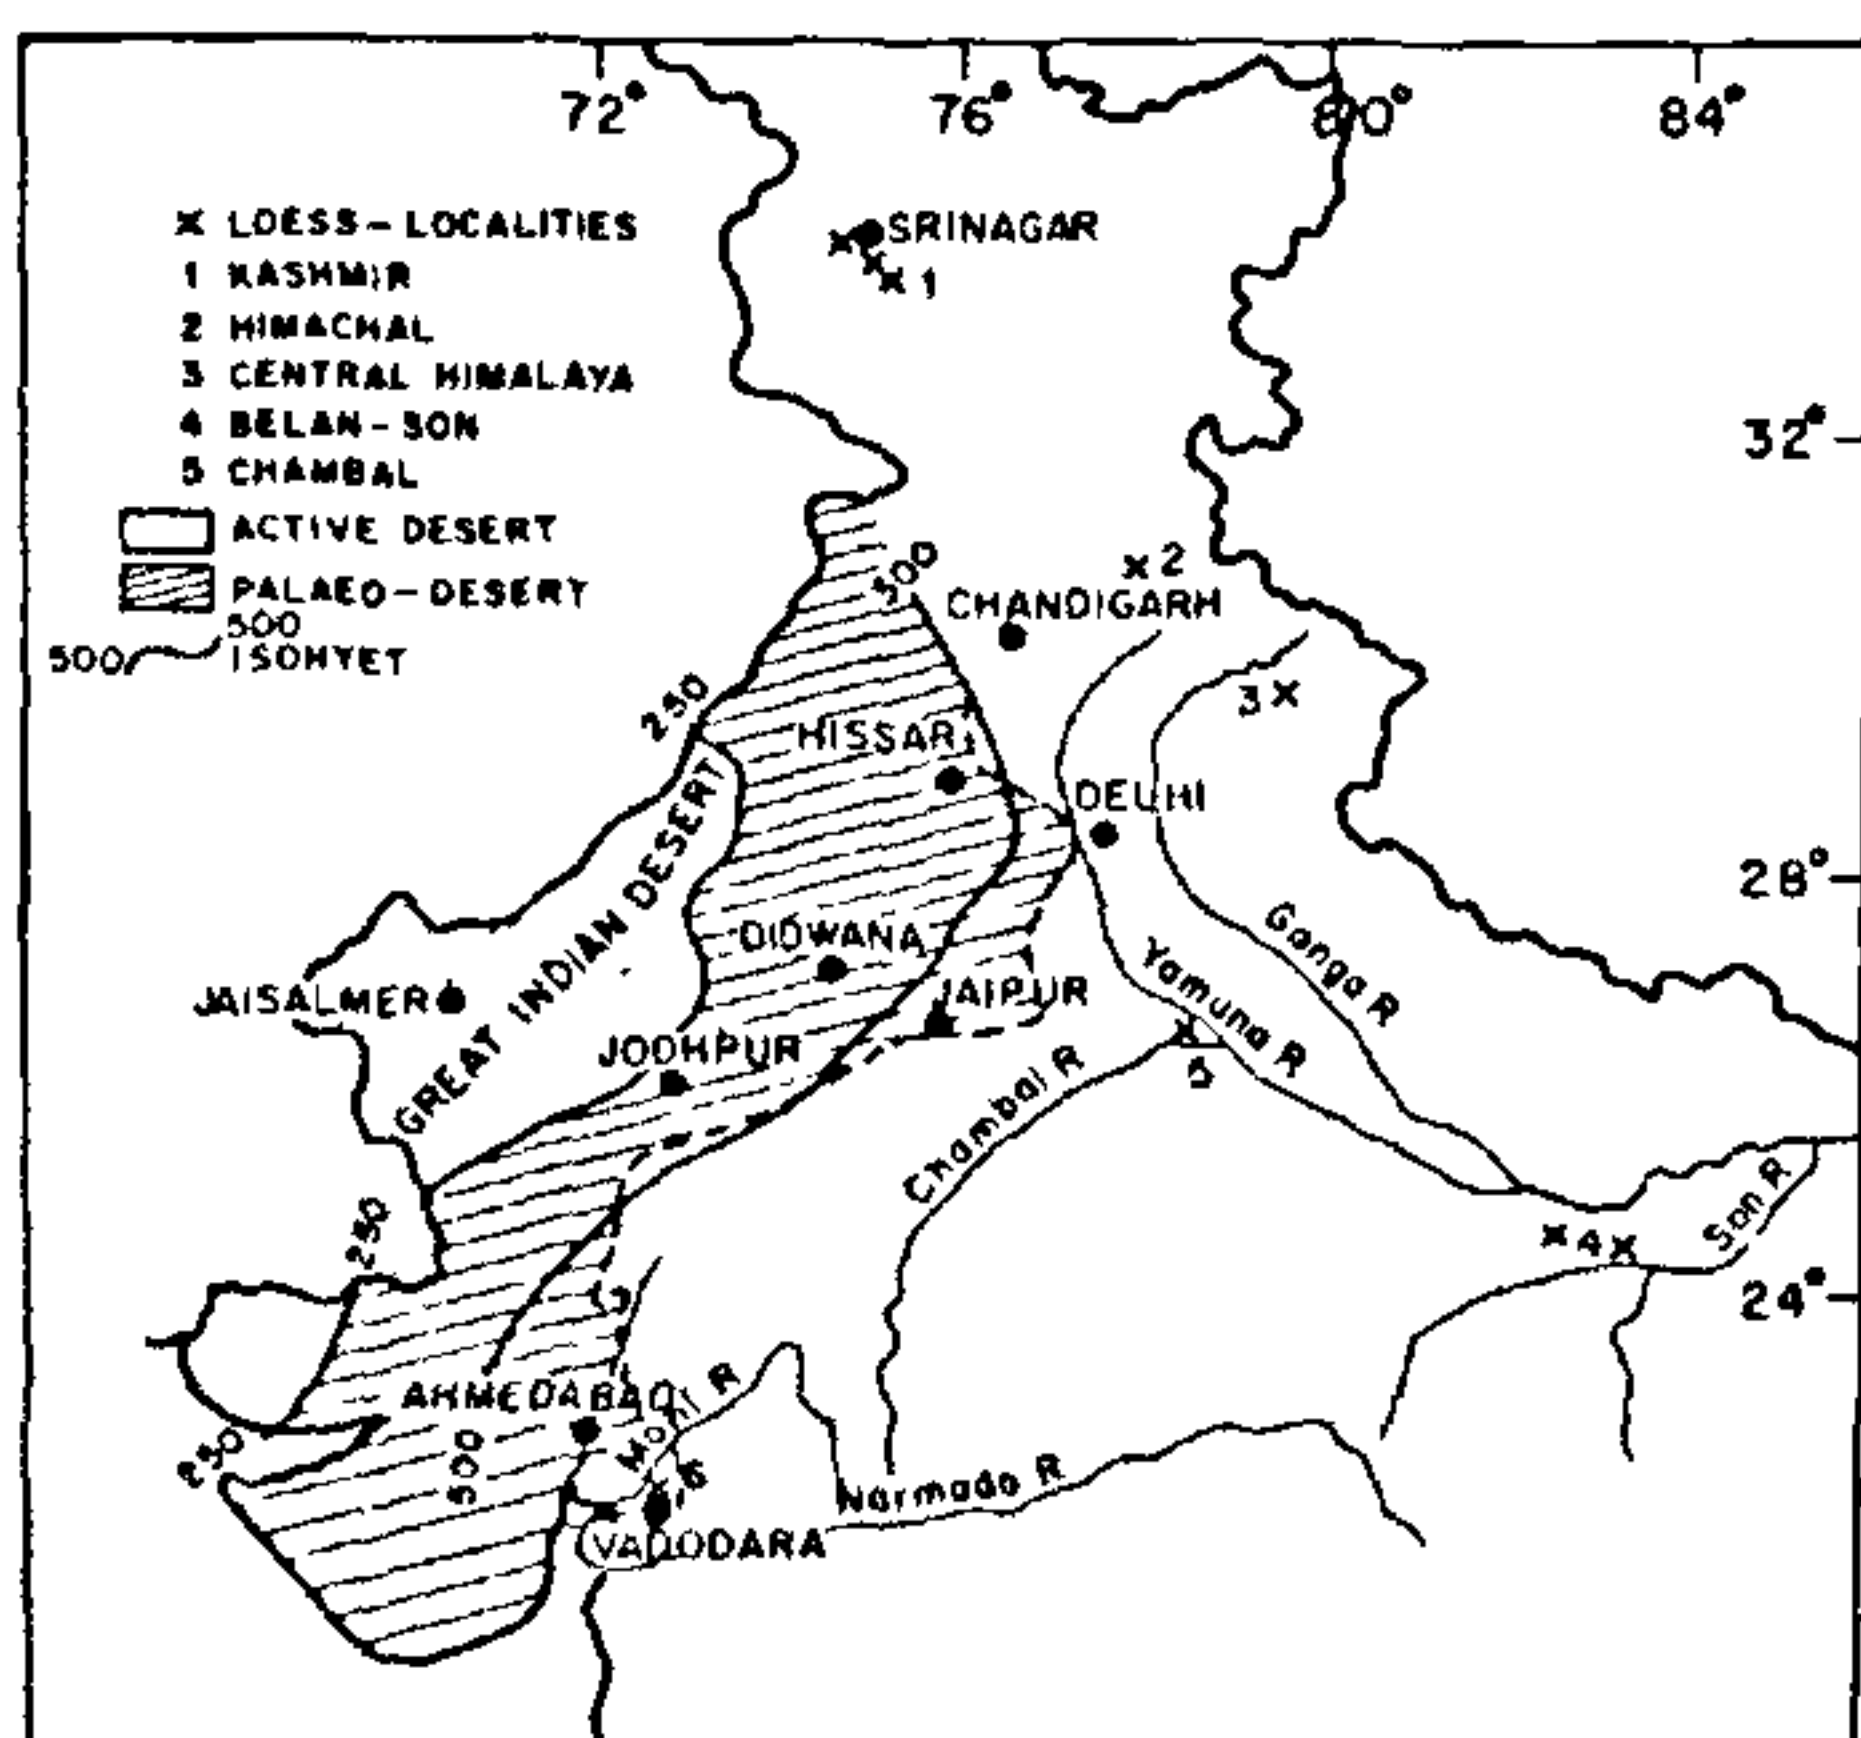 72° 76° 80° 84°
X LOESS-LOCALITIES
1 KASHMIR
2 HIMACHAL
3 CENTRAL HIMALAYA
4 BELAN-SON
5 CHAMBAL
ACTIVE DESERT
PALAEO-DESERT
500
500 ISOHYET
SRINAGAR
1
32°
500
2
CHANDIGARH
3
250
HISSAR
DELHI
28°
GREAT INDIAN DESERT
DIDWANA
JAISALMER
JAIPUR
JODHPUR
Ganga R
Yamuna R
Chambal R
5
Son R
4
250
24°
AHMEDABAD
Mahi R
250
500
6
Narmada R
VADODARA